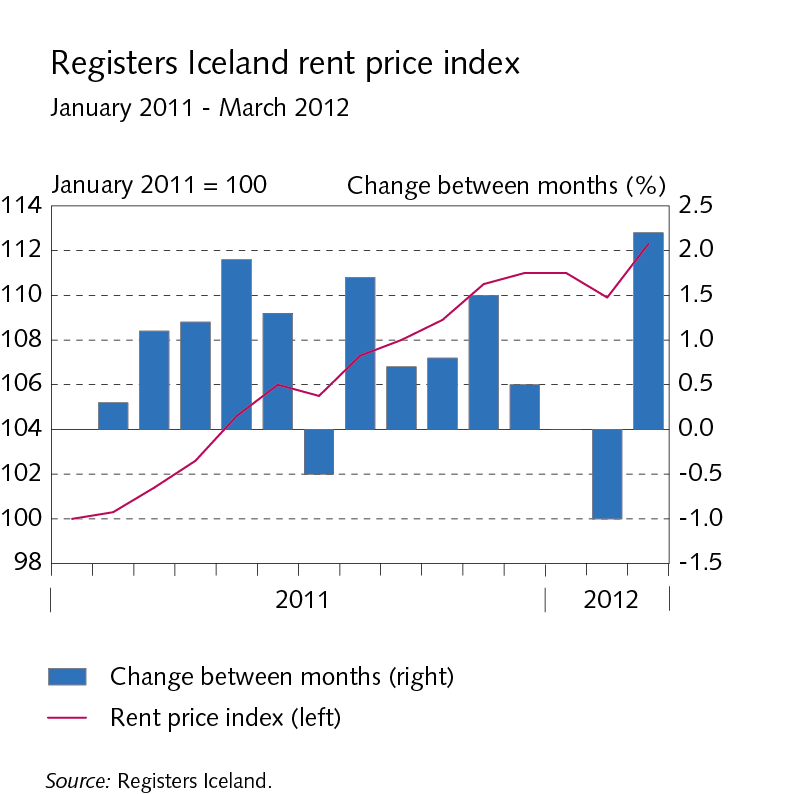 Registers Iceland rent price index
January 2011 - March 2012
January 2011 = 100 Change between months (%)
114 2.5
112 2.0
110 1.5
108 1.0
106 0.5
104 0.0
102 -0.5
100 -1.0
98 -1.5
2011 2012
Change between months (right)
Rent price index (left)
Source: Registers Iceland.